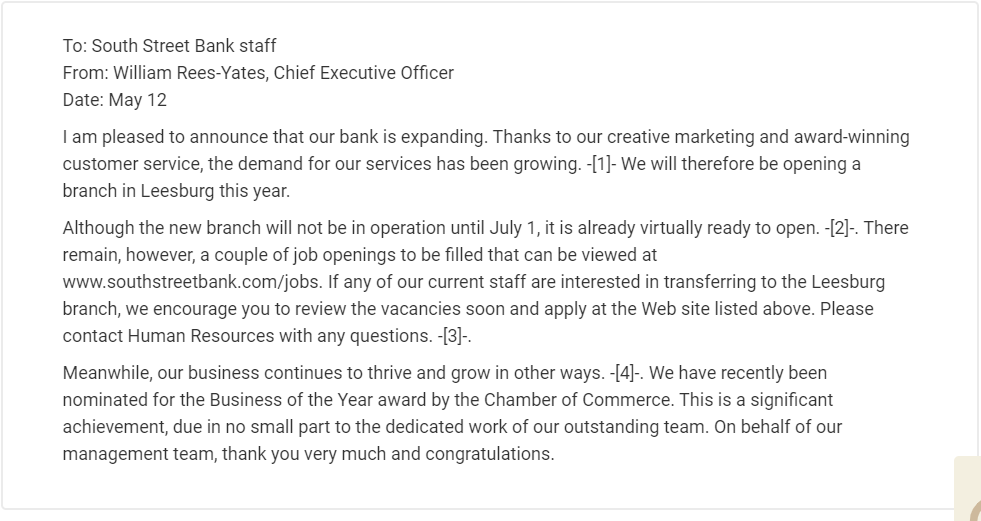 To: South Street Bank staff
From: William Rees-Yates, Chief Executive Officer
Date: May 12
I am pleased to announce that our bank is expanding. Thanks to our creative marketing and award-winning
customer service, the demand for our services has been growing. -[1]- We will therefore be opening a
branch in Leesburg this year.
Although the new branch will not be in operation until July 1, it is already virtually ready to open. -[2]-. There
remain, however, a couple of job openings to be filled that can be viewed at
www.southstreetbank.com/jobs. If any of our current staff are interested in transferring to the Leesburg
branch, we encourage you to review the vacancies soon and apply at the Web site listed above. Please
contact Human Resources with any questions. -[3]-.
Meanwhile, our business continues to thrive and grow in other ways. -[4]-. We have recently been
nominated for the Business of the Year award by the Chamber of Commerce. This is a significant
achievement, due in no small part to the dedicated work of our outstanding team. On behalf of our
management team, thank you very much and congratulations.